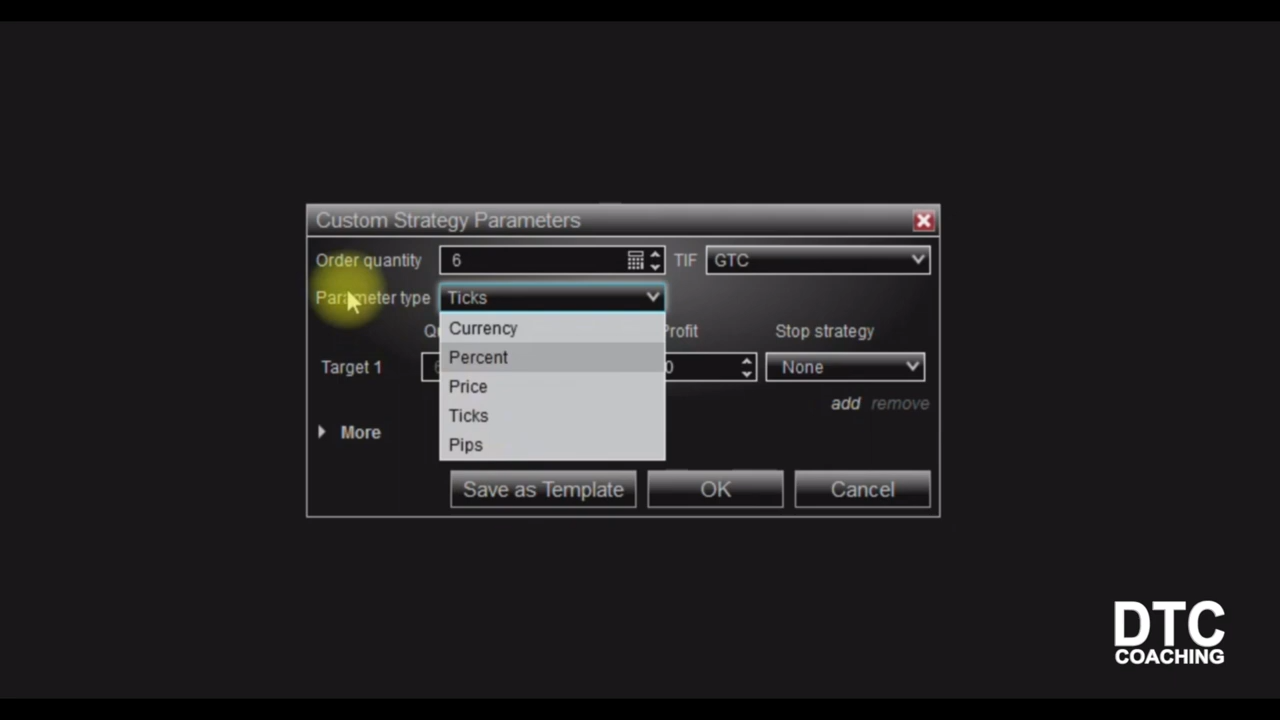 Custom Strategy Parameters
Order quantity 6 TIF GTC
Parameter type Ticks
Profit Stop strategy
Currency
Percent
Target 1 None
Price
add remove
Ticks
More
Pips
Save as Template OK Cancel
DTC
COACHING